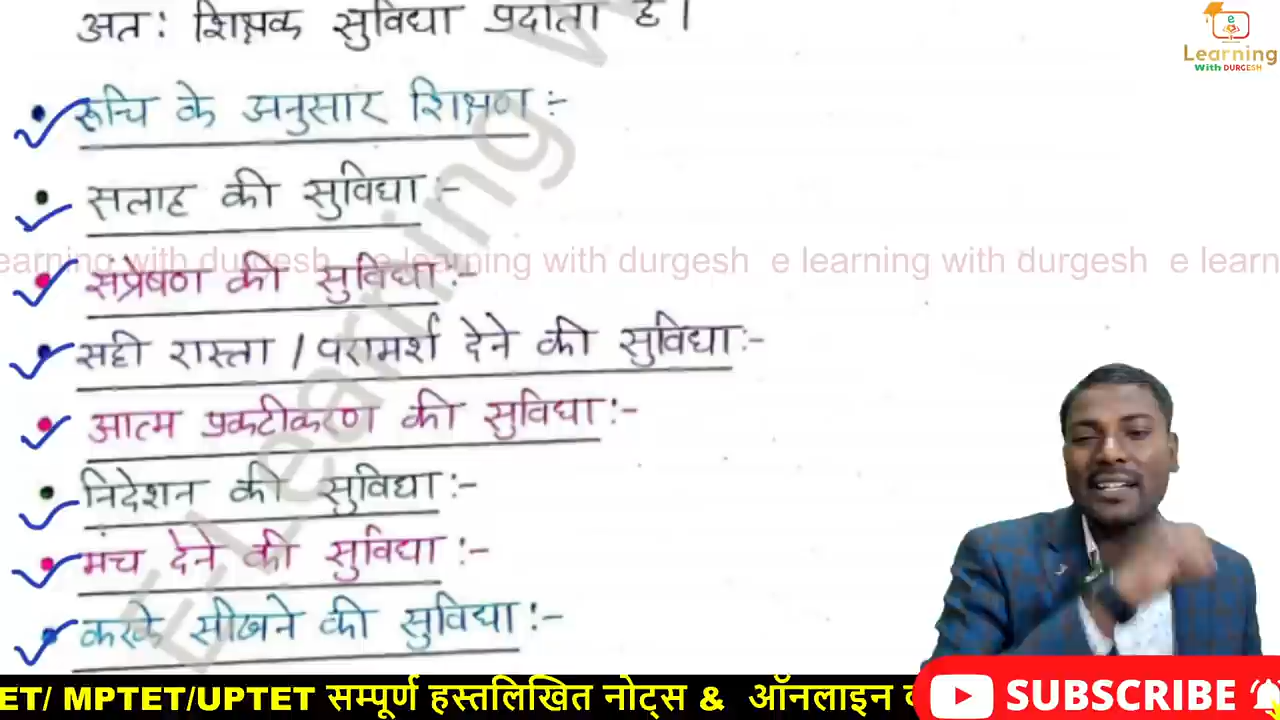 अतः शिक्षक सुविधा प्रदाता है।
e
Learning
With DURGESH
रूचि के अनुसार शिक्षण :-
सलाह की सुविधा :-
earning with durgesh e learning with durgesh e learning with durgesh e learn
संप्रेषण की सुविधा :-
सही रास्ता / परामर्श देने की सुविधा :-
आत्म प्रकटीकरण की सुविधा :-
निदेशन की सुविधा :-
मंच देने की सुविधा :-
करके सीखने की सुविधा :-
E-Learning
ET/ MPTET/UPTET सम्पूर्ण हस्तलिखित नोट्स & ऑनलाइन
SUBSCRIBE